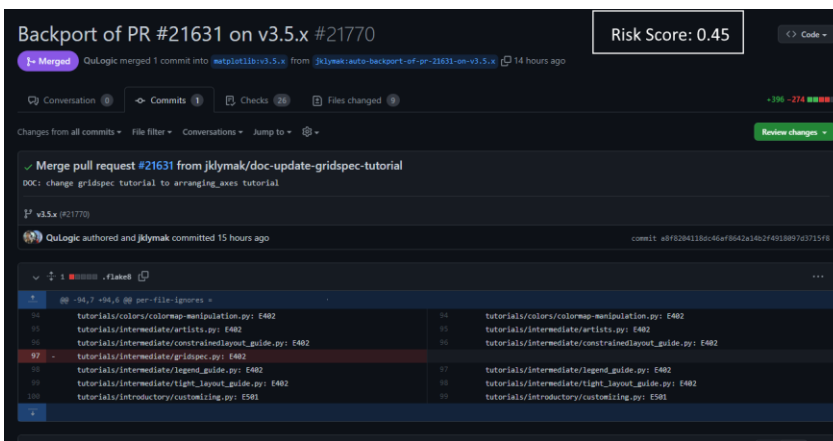 Backport of PR #21631 on v3.5.x #21770
Risk Score: 0.45
<> Code
Merged QuLogic merged 1 commit into matplotlib:v3.5.x from jklymak:auto-backport-of-pr-21631-on-v3.5.x 14 hours ago
Conversation 0 Commits 1 Checks 26 Files changed 9
+396 -274
Changes from all commits File filter Conversations Jump to
Review changes
Merge pull request #21631 from jklymak/doc-update-gridspec-tutorial
DOC: change gridspec tutorial to arranging_axes tutorial
v3.5.x (#21770)
QuLogic authored and jklymak committed 15 hours ago
commit a8f8204118dc46af8642a14b2f4918097d3715f8
1 .flake8
@@ -94,7 +94,6 @@ per-file-ignores =
94 tutorials/colors/colormap-manipulation.py: E402
94 tutorials/colors/colormap-manipulation.py: E402
95 tutorials/intermediate/artists.py: E402
95 tutorials/intermediate/artists.py: E402
96 tutorials/intermediate/constrainedlayout_guide.py: E402
96 tutorials/intermediate/constrainedlayout_guide.py: E402
97 - tutorials/intermediate/gridspec.py: E402
98 tutorials/intermediate/legend_guide.py: E402
97 tutorials/intermediate/legend_guide.py: E402
99 tutorials/intermediate/tight_layout_guide.py: E402
98 tutorials/intermediate/tight_layout_guide.py: E402
100 tutorials/introductory/customizing.py: E501
99 tutorials/introductory/customizing.py: E501